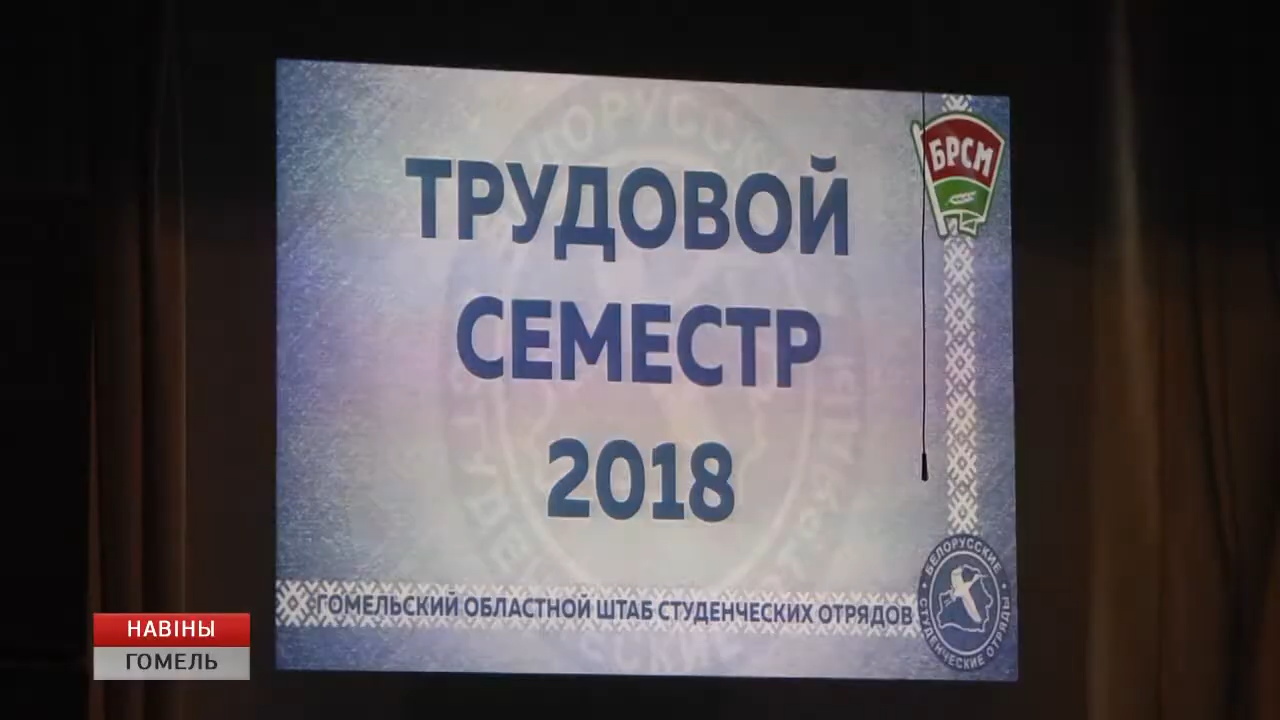 ТРУДОВОЙ
СЕМЕСТР
2018
БРСМ
ГОМЕЛЬСКИЙ ОБЛАСТНОЙ ШТАБ СТУДЕНЧЕСКИХ ОТРЯДОВ
БЕЛОРУССКИЕ
СТУДЕНЧЕСКИЕ ОТРЯДЫ
НАВІНЫ
ГОМЕЛЬ